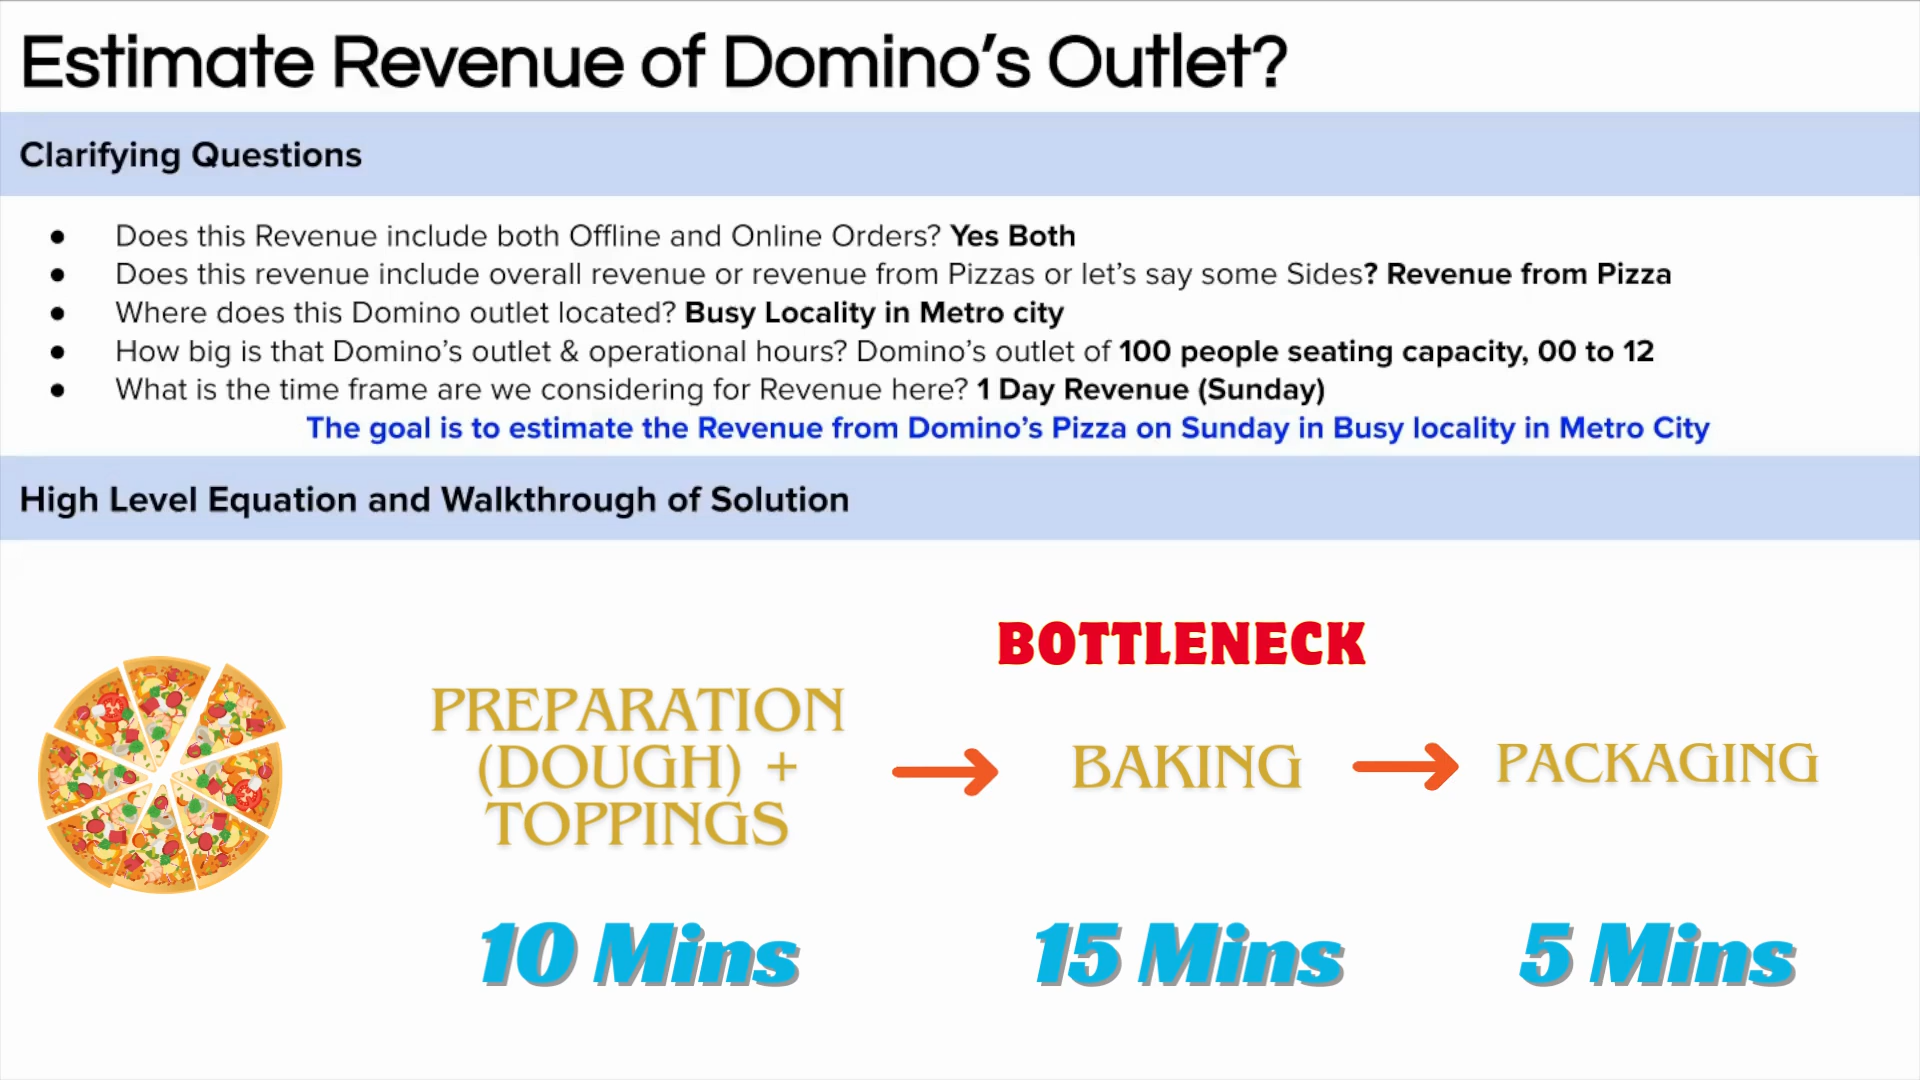 Estimate Revenue of Domino's Outlet?
Clarifying Questions
● Does this Revenue include both Offline and Online Orders? Yes Both
● Does this revenue include overall revenue or revenue from Pizzas or let's say some Sides? Revenue from Pizza
● Where does this Domino outlet located? Busy Locality in Metro city
● How big is that Domino's outlet & operational hours? Domino's outlet of 100 people seating capacity, 00 to 12
● What is the time frame are we considering for Revenue here? 1 Day Revenue (Sunday)
The goal is to estimate the Revenue from Domino's Pizza on Sunday in Busy locality in Metro City
High Level Equation and Walkthrough of Solution
BOTTLENECK
PREPARATION
(DOUGH) +
TOPPINGS
BAKING
PACKAGING
10 Mins
15 Mins
5 Mins